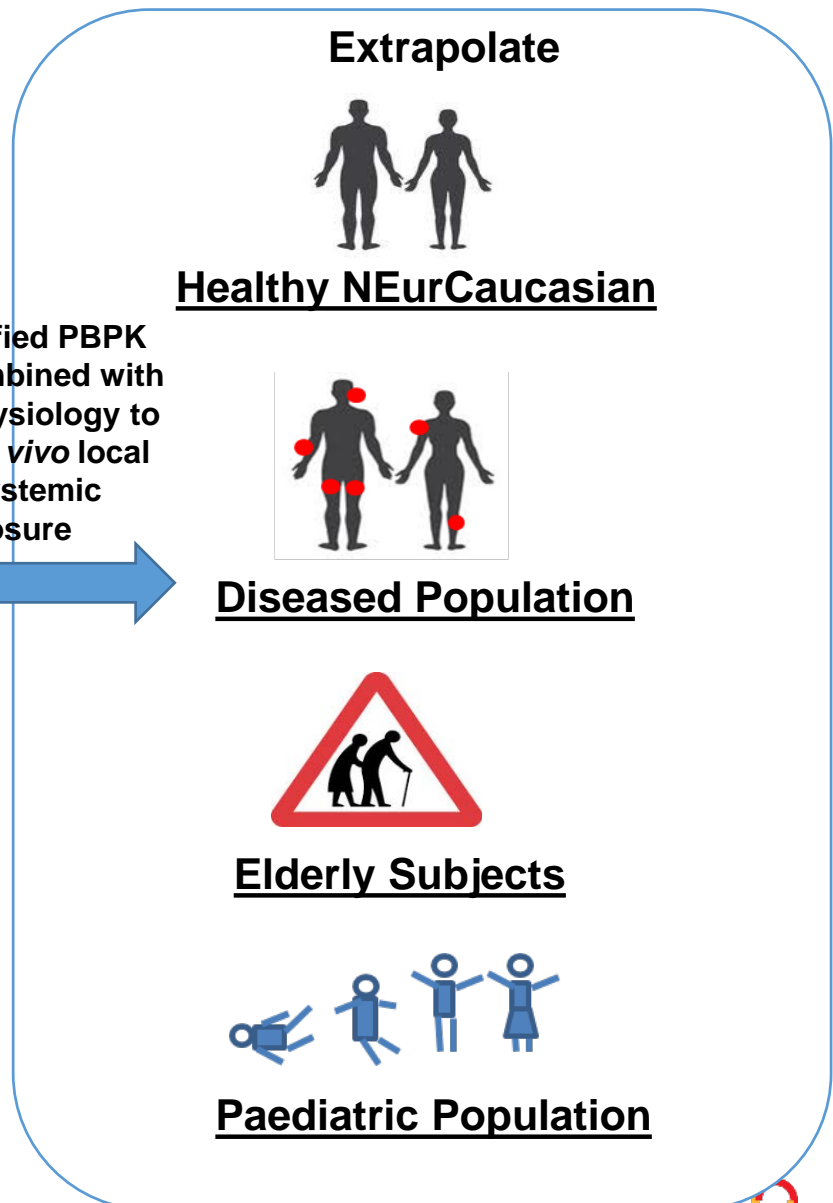 Extrapolate
Healthy NEurCaucasian
fied PBPK
nbined with
ysiology to
vivo local
stemic
osure
Diseased Population
Elderly Subjects
Paediatric Population